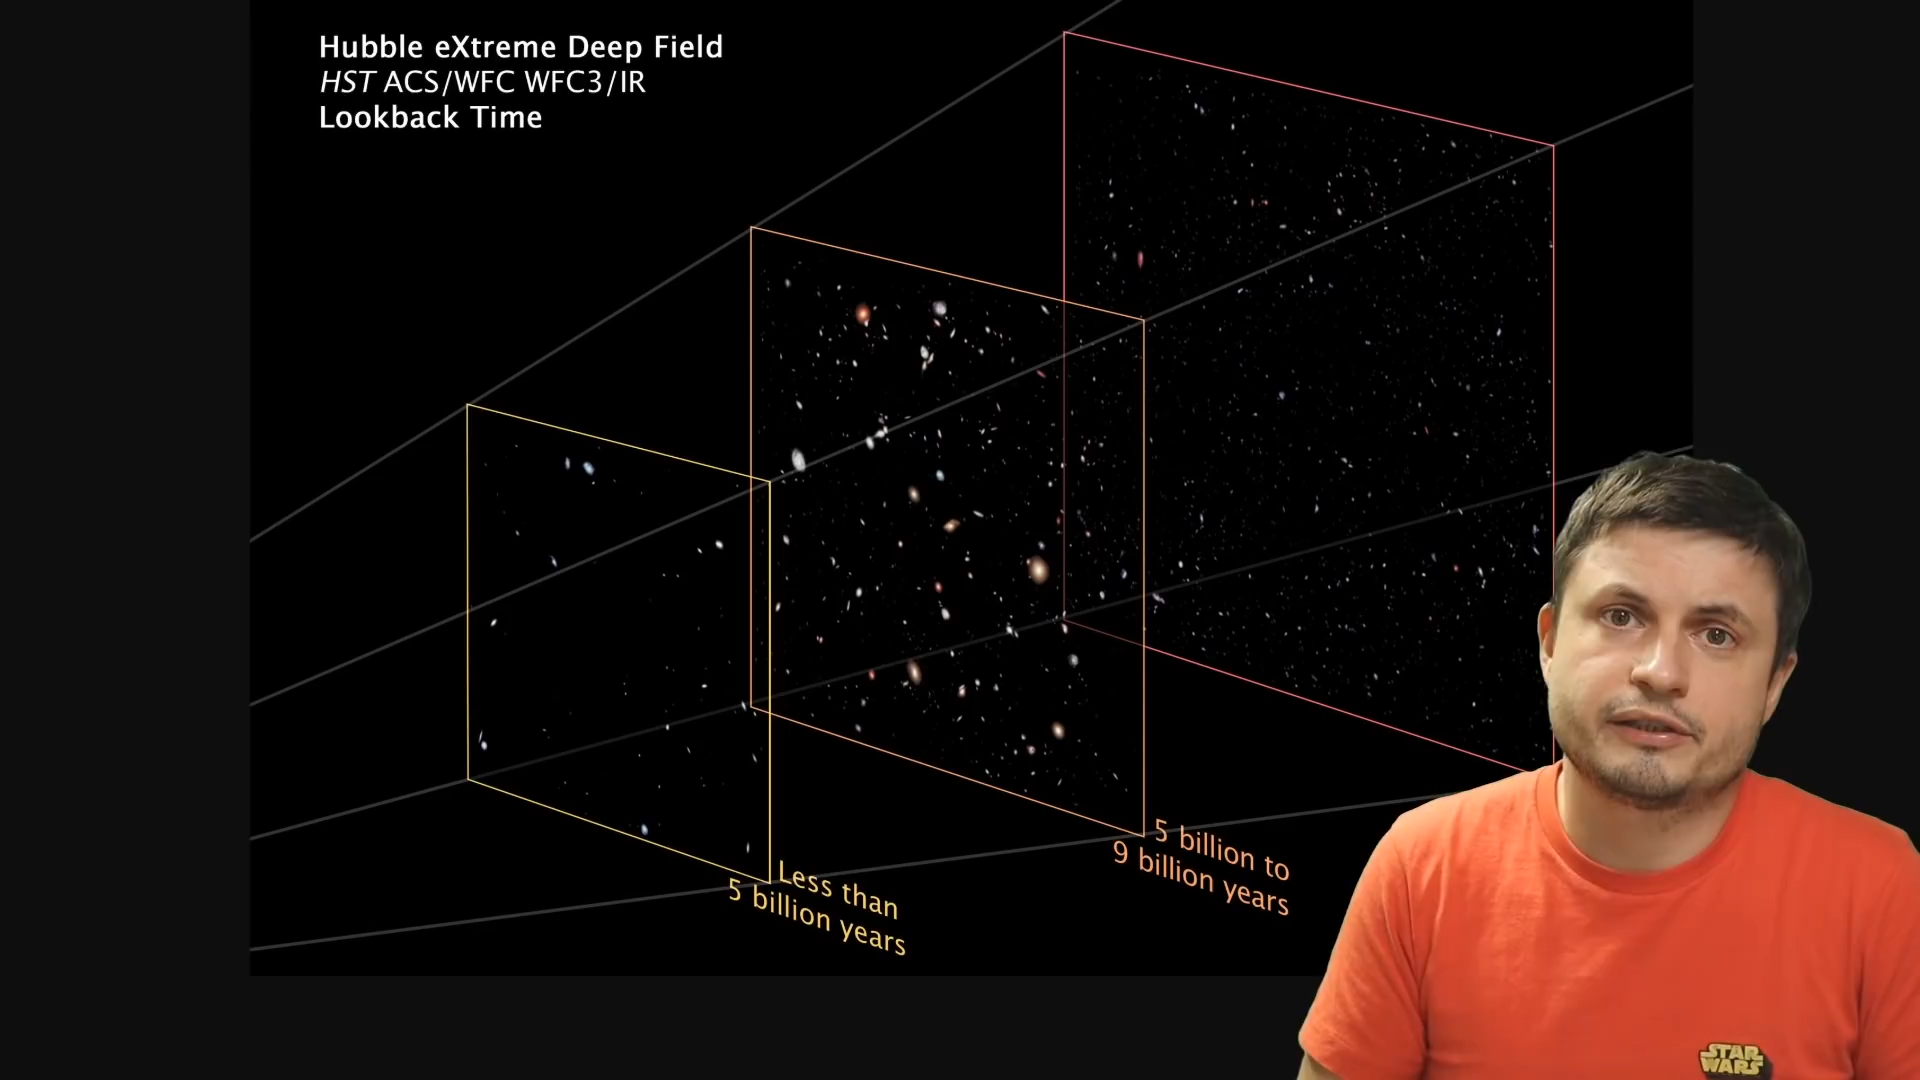 Hubble eXtreme Deep Field
HST ACS/WFC WFC3/IR
Lookback Time
5 billion to
9 billion years
Less than
5 billion years
STAR
WARS